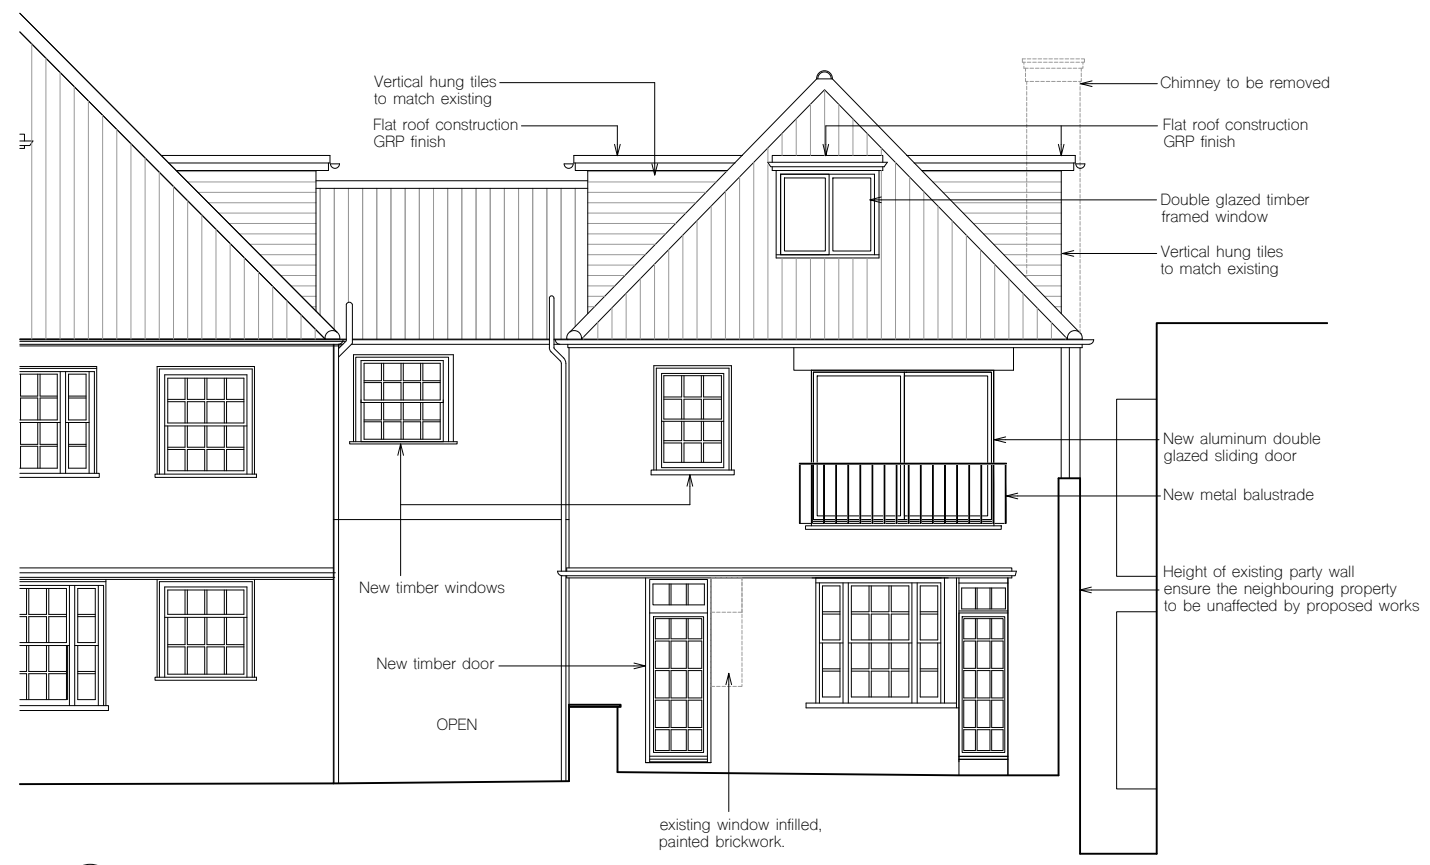 Vertical hung tiles
to match existing
Flat roof construction
GRP finish
Chimney to be removed
Flat roof construction
GRP finish
Double glazed timber
framed window
Vertical hung tiles
to match existing
New aluminum double
glazed sliding door
New metal balustrade
Height of existing party wall
ensure the neighbouring property
to be unaffected by proposed works
New timber windows
New timber door
OPEN
existing window infilled,
painted brickwork.